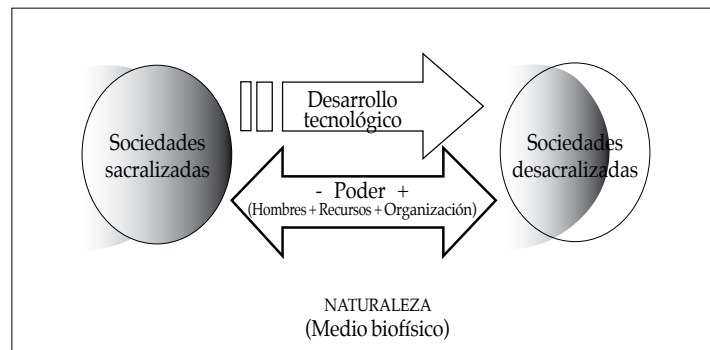 Desarrollo
tecnológico
Sociedades
sacralizadas
Sociedades
desacralizadas
- Poder +
(Hombres + Recursos + Organización)
NATURALEZA
(Medio biofísico)